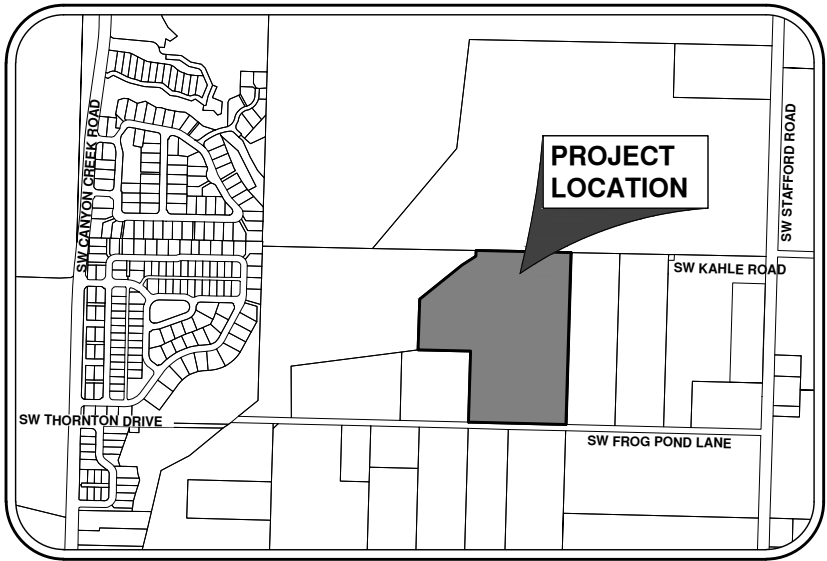 SW CANYON CREEK ROAD
PROJECT
LOCATION
SW STAFFORD ROAD
SW KAHLE ROAD
SW THORNTON DRIVE
SW FROG POND LANE